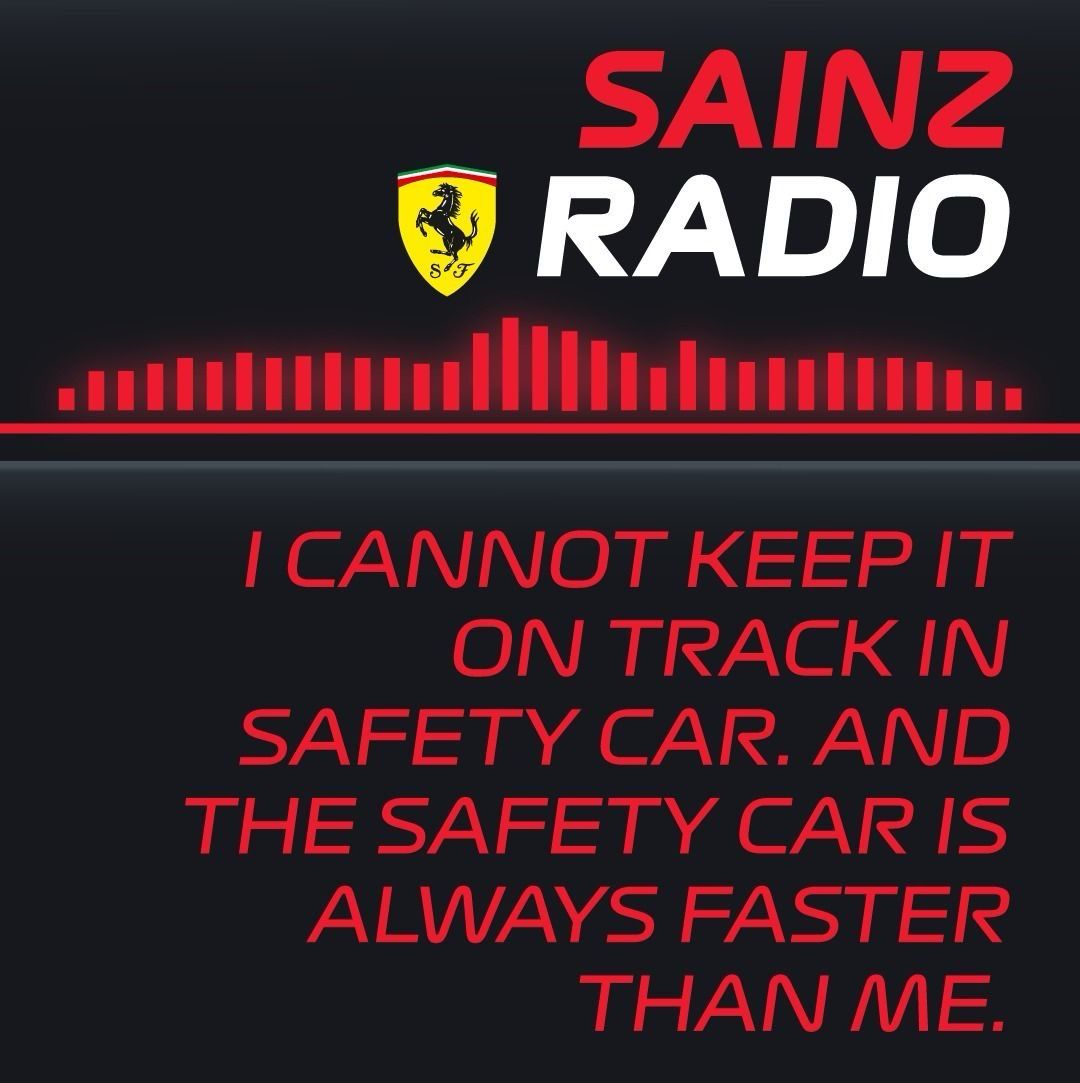 SAINZ
RADIO
S F
I CANNOT KEEP IT
ON TRACK IN
SAFETY CAR. AND
THE SAFETY CAR IS
ALWAYS FASTER
THAN ME.